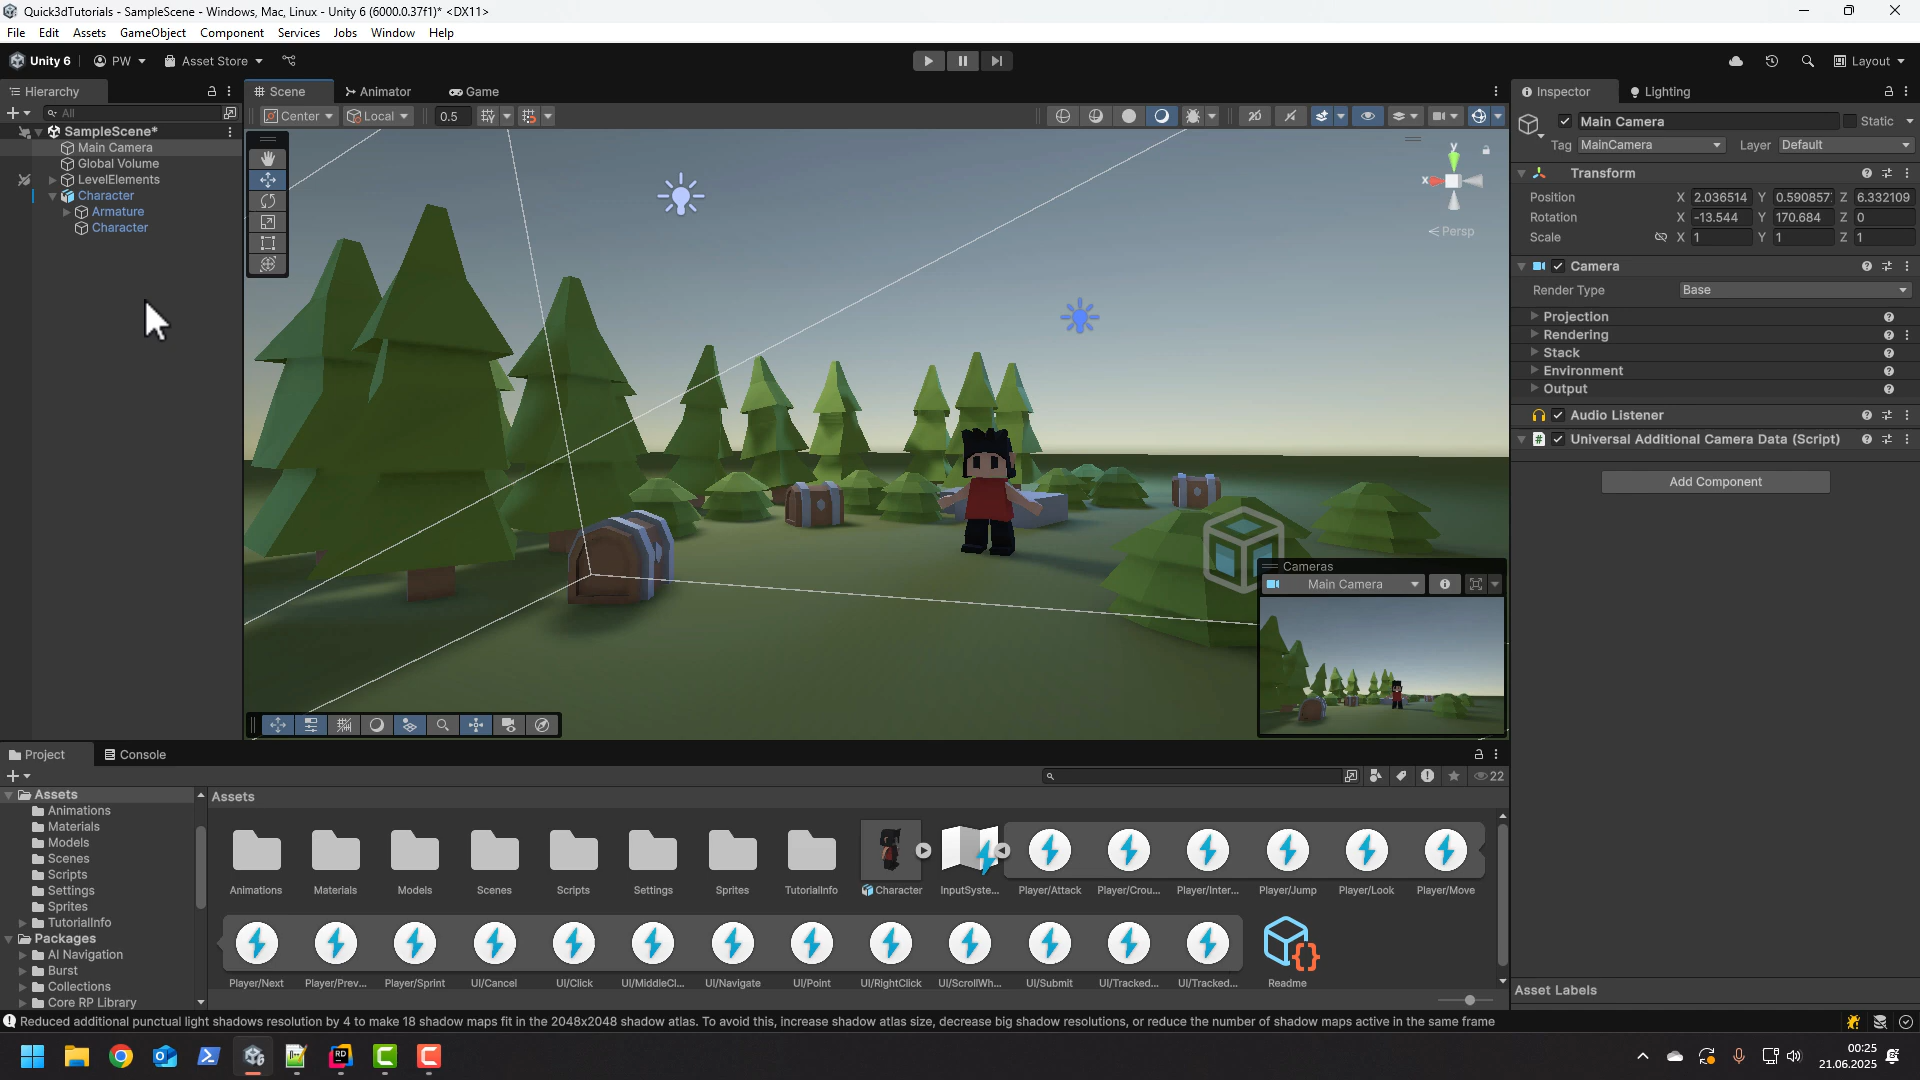 Quick3dTutorials - SampleScene - Windows, Mac, Linux - Unity 6 (6000.0.37f1)* <DX11>
File Edit Assets GameObject Component Services Jobs Window Help
Unity 6 PW Asset Store Layout
Hierarchy Scene Animator Game Inspector Lighting
All Center Local 0.5 2D
SampleScene*
Main Camera
Global Volume
LevelElements
Character
Armature
Character
y
x
Persp
Cameras
Main Camera
Main Camera Static
Tag MainCamera Layer Default
Transform
Position X 2.036514 Y 0.590857 Z 6.332109
Rotation X -13.544 Y 170.684 Z 0
Scale X 1 Y 1 Z 1
Camera
Render Type Base
Projection
Rendering
Stack
Environment
Output
Audio Listener
# Universal Additional Camera Data (Script)
Add Component
Asset Labels
Project Console
22
Assets
Animations
Materials
Models
Scenes
Scripts
Settings
Sprites
TutorialInfo
Packages
AI Navigation
Burst
Collections
Core RP Library
Assets
Animations Materials Models Scenes Scripts Settings Sprites TutorialInfo Character InputSyste... Player/Attack Player/Crou... Player/Inter... Player/Jump Player/Look Player/Move
Player/Next Player/Prev... Player/Sprint UI/Cancel UI/Click UI/MiddleCl... UI/Navigate UI/Point UI/RightClick UI/ScrollWh... UI/Submit UI/Tracked... UI/Tracked... Readme
Reduced additional punctual light shadows resolution by 4 to make 18 shadow maps fit in the 2048x2048 shadow atlas. To avoid this, increase shadow atlas size, decrease big shadow resolutions, or reduce the number of shadow maps active in the same frame
RD
00:25
21.06.2025